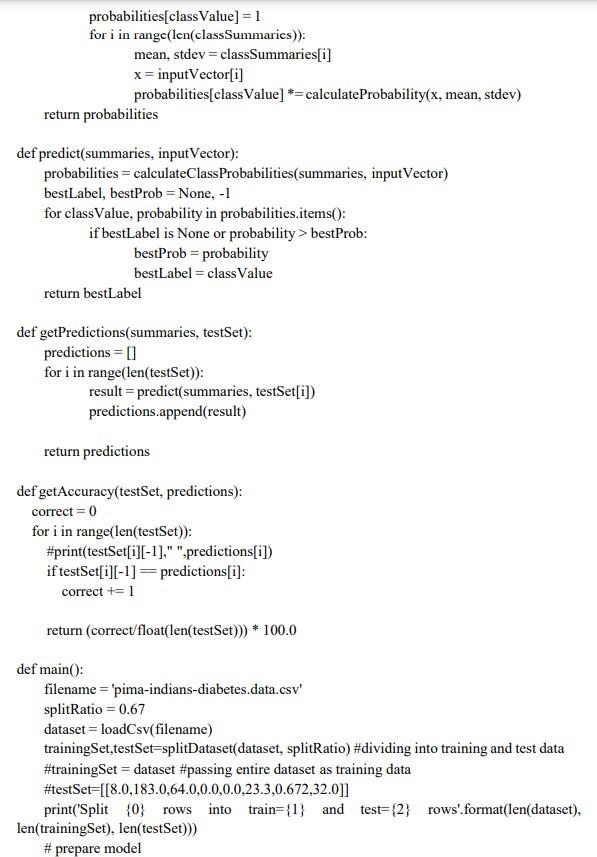 probabilities[classValue] = 1
for i in range(len(classSummaries)):
mean, stdev = classSummaries[i]
x = inputVector[i]
probabilities[classValue] *= calculateProbability(x, mean, stdev)
return probabilities
def predict(summaries, inputVector):
probabilities = calculateClassProbabilities(summaries, inputVector)
bestLabel, bestProb = None, -1
for classValue, probability in probabilities.items():
if bestLabel is None or probability > bestProb:
bestProb = probability
bestLabel = classValue
return bestLabel
def getPredictions(summaries, testSet):
predictions = []
for i in range(len(testSet)):
result = predict(summaries, testSet[i])
predictions.append(result)
return predictions
def getAccuracy(testSet, predictions):
correct = 0
for i in range(len(testSet)):
#print(testSet[i][-1]," ",predictions[i])
if testSet[i][-1] == predictions[i]:
correct += 1
return (correct/float(len(testSet))) * 100.0
def main():
filename = 'pima-indians-diabetes.data.csv'
splitRatio = 0.67
dataset = loadCsv(filename)
trainingSet,testSet=splitDataset(dataset, splitRatio) #dividing into training and test data
#trainingSet = dataset #passing entire dataset as training data
#testSet=[[8.0,183.0,64.0,0.0,0.0,23.3,0.672,32.0]]
print('Split {0} rows into train={1} and test={2} rows'.format(len(dataset),
len(trainingSet), len(testSet)))
# prepare model